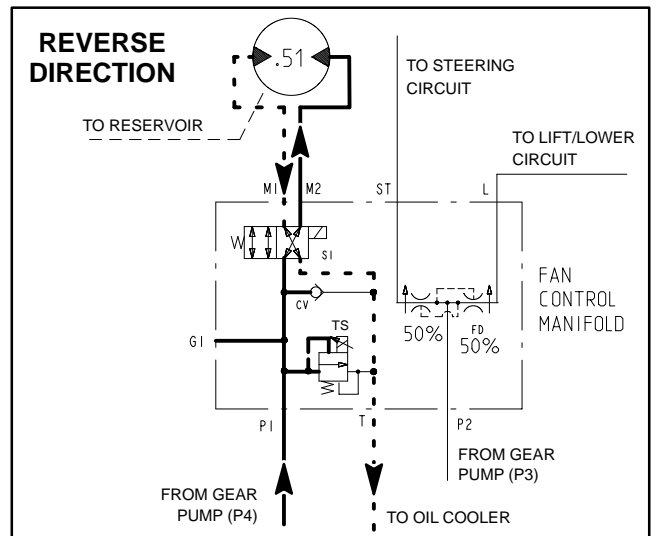 REVERSE
DIRECTION
.51
TO STEERING
CIRCUIT
TO RESERVOIR
TO LIFT/LOWER
CIRCUIT
M1 M2 ST L
S1
CV
TS
G1
50% FD 50%
FAN
CONTROL
MANIFOLD
P1 T P2
FROM GEAR
PUMP (P3)
FROM GEAR
PUMP (P4)
TO OIL COOLER